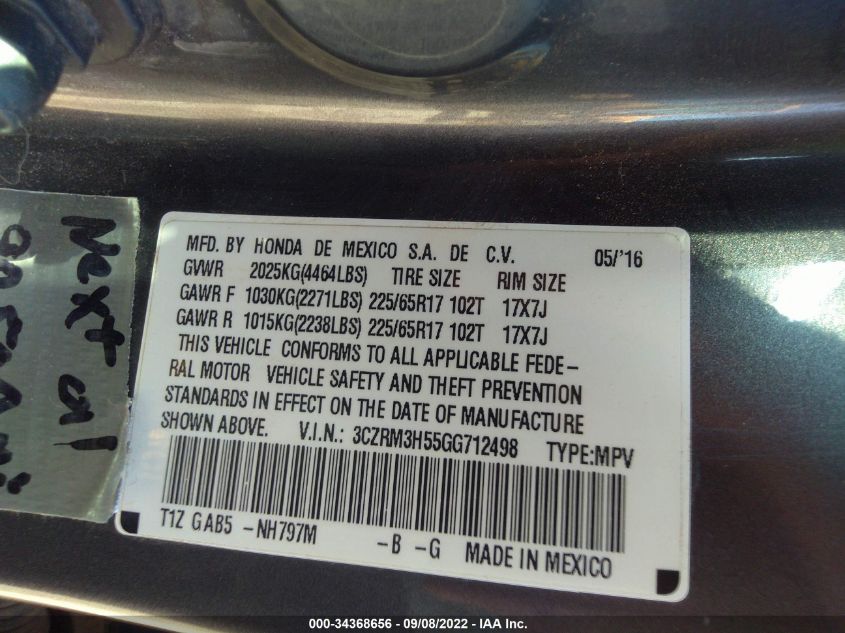 MFD. BY HONDA DE MEXICO S.A. DE C.V. 05/'16
GVWR 2025KG(4464LBS) TIRE SIZE RIM SIZE
GAWR F 1030KG(2271LBS) 225/65R17 102T 17X7J
GAWR R 1015KG(2238LBS) 225/65R17 102T 17X7J
THIS VEHICLE CONFORMS TO ALL APPLICABLE FEDE-
RAL MOTOR VEHICLE SAFETY AND THEFT PREVENTION
STANDARDS IN EFFECT ON THE DATE OF MANUFACTURE
SHOWN ABOVE. V.I.N.: 3CZRM3H55GG712498 TYPE:MPV
T1Z GAB5 -NH797M -B -G MADE IN MEXICO
Next
000-34368656 - 09/08/2022 - IAA Inc.